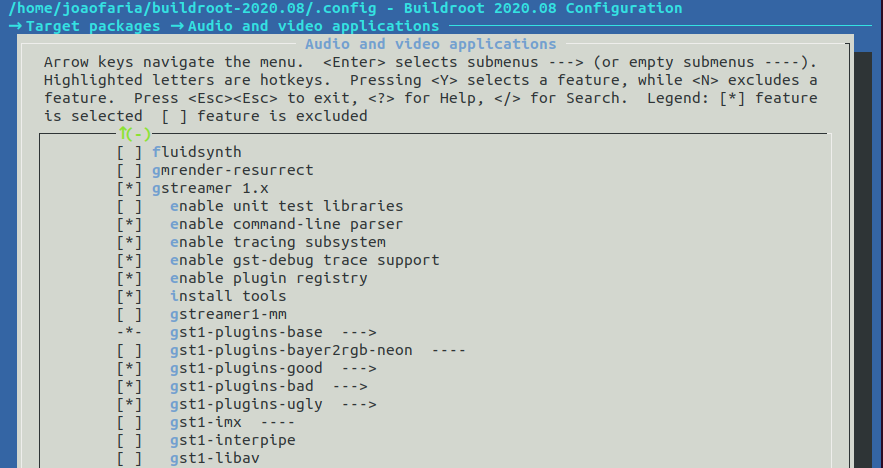 /home/joaofaria/buildroot-2020.08/.config - Buildroot 2020.08 Configuration
→Target packages →Audio and video applications
Audio and video applications
Arrow keys navigate the menu.  <Enter> selects submenus ---> (or empty submenus ----).
Highlighted letters are hotkeys.  Pressing <Y> selects a feature, while <N> excludes a
feature.  Press <Esc><Esc> to exit, <?> for Help, </> for Search.  Legend: [*] feature
is selected  [ ] feature is excluded
↑(-)
[ ] fluidsynth
[ ] gmrender-resurrect
[*] gstreamer 1.x
[ ]   enable unit test libraries
[*]   enable command-line parser
[*]   enable tracing subsystem
[*]   enable gst-debug trace support
[*]   enable plugin registry
[*]   install tools
[ ]   gstreamer1-mm
-*-   gst1-plugins-base  --->
[ ]   gst1-plugins-bayer2rgb-neon  ----
[*]   gst1-plugins-good  --->
[*]   gst1-plugins-bad  --->
[*]   gst1-plugins-ugly  --->
[ ]   gst1-imx  ----
[ ]   gst1-interpipe
[ ]   gst1-libav